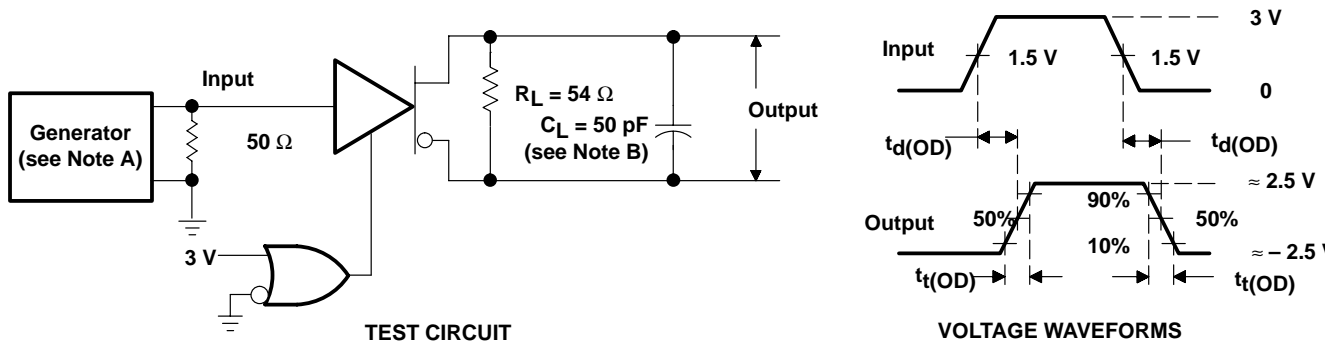 Generator
(see Note A)
Input
50 Ω
3 V
R_L = 54 Ω
C_L = 50 pF
(see Note B)
Output
TEST CIRCUIT
3 V
Input
1.5 V
1.5 V
0
t_d(OD)
t_d(OD)
≈ 2.5 V
90%
Output
50%
50%
10%
≈ – 2.5 V
t_t(OD)
t_t(OD)
VOLTAGE WAVEFORMS